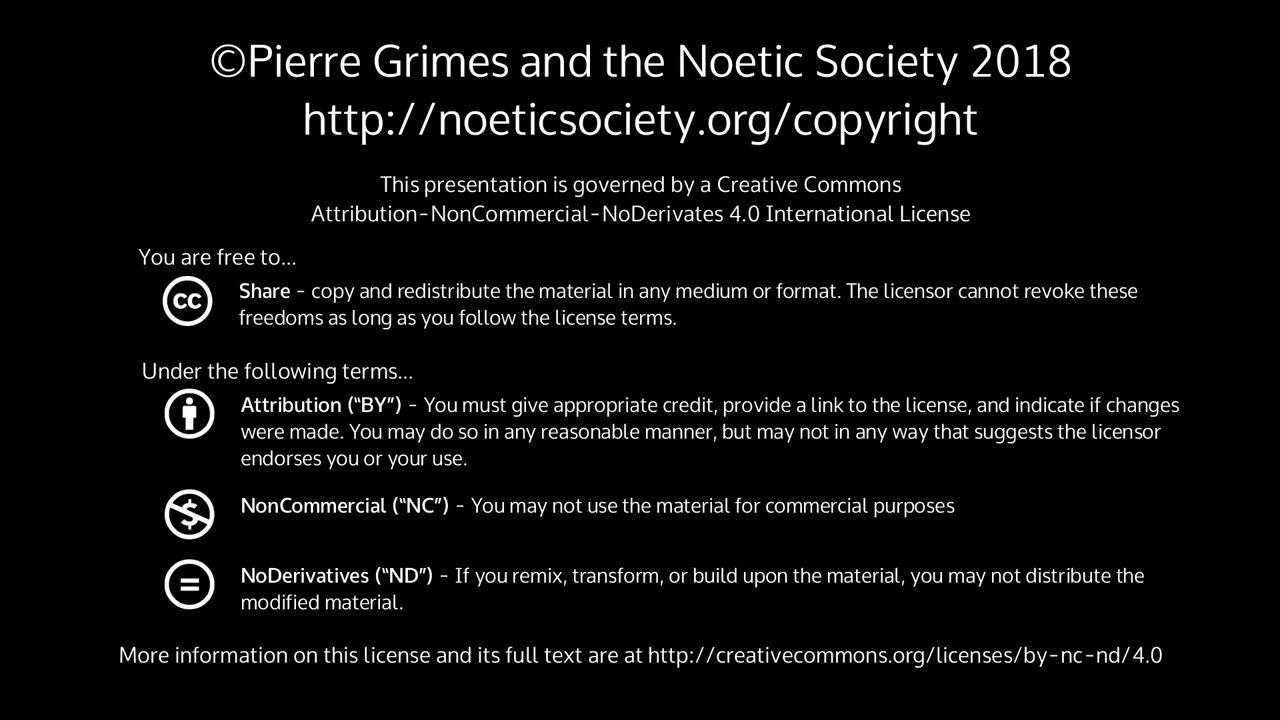 ©Pierre Grimes and the Noetic Society 2018
http://noeticsociety.org/copyright
This presentation is governed by a Creative Commons
Attribution-NonCommercial-NoDerivates 4.0 International License
You are free to...
cc
Share - copy and redistribute the material in any medium or format. The licensor cannot revoke these
freedoms as long as you follow the license terms.
Under the following terms...
Attribution (“BY”) - You must give appropriate credit, provide a link to the license, and indicate if changes
were made. You may do so in any reasonable manner, but may not in any way that suggests the licensor
endorses you or your use.
$
NonCommercial (“NC”) - You may not use the material for commercial purposes
=
NoDerivatives (“ND”) - If you remix, transform, or build upon the material, you may not distribute the
modified material.
More information on this license and its full text are at http://creativecommons.org/licenses/by-nc-nd/4.0